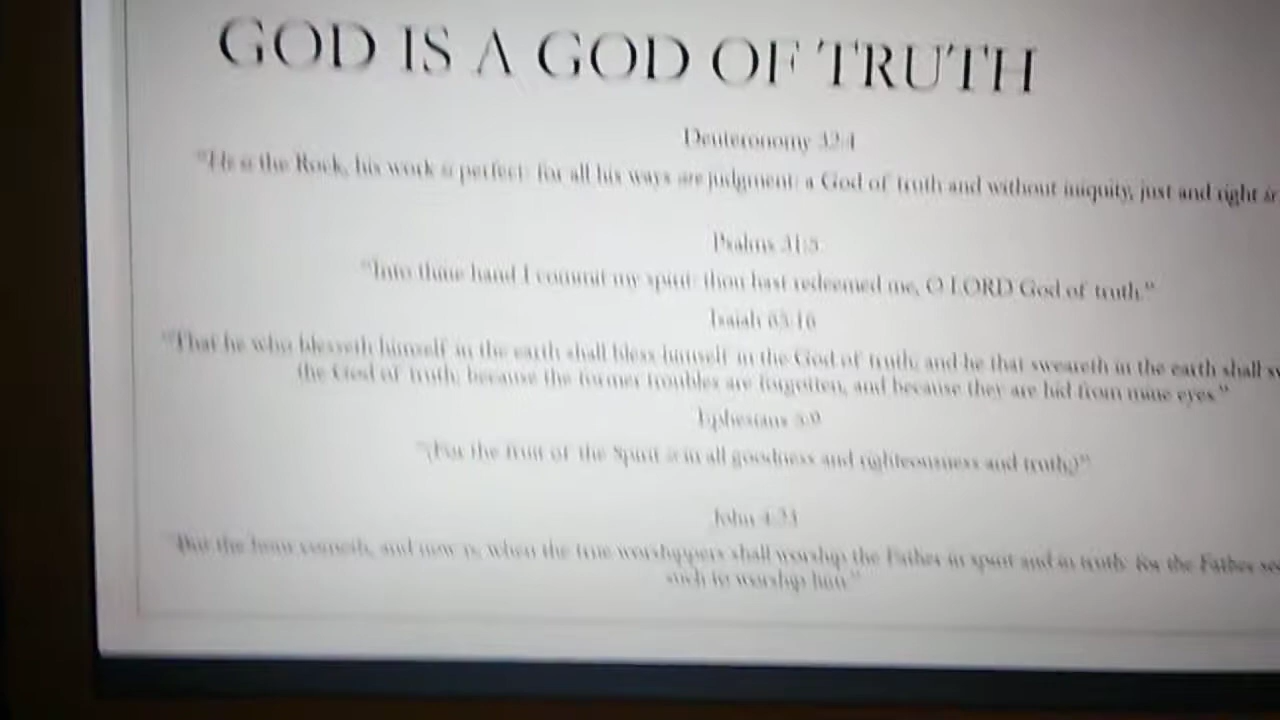 GOD IS A GOD OF TRUTH
Deuteronomy 32:4
"He is the Rock, his work is perfect: for all his ways are judgment: a God of truth and without iniquity, just and right is
Psalms 31:5
"Into thine hand I commit my spirit: thou hast redeemed me, O LORD God of truth."
Isaiah 65:16
"That he who blesseth himself in the earth shall bless himself in the God of truth; and he that sweareth in the earth shall sw
the God of truth; because the former troubles are forgotten, and because they are hid from mine eyes."
Ephesians 5:9
"(For the fruit of the Spirit is in all goodness and righteousness and truth;)"
John 4:23
"But the hour cometh, and now is, when the true worshippers shall worship the Father in spirit and in truth: for the Father se
such to worship him."